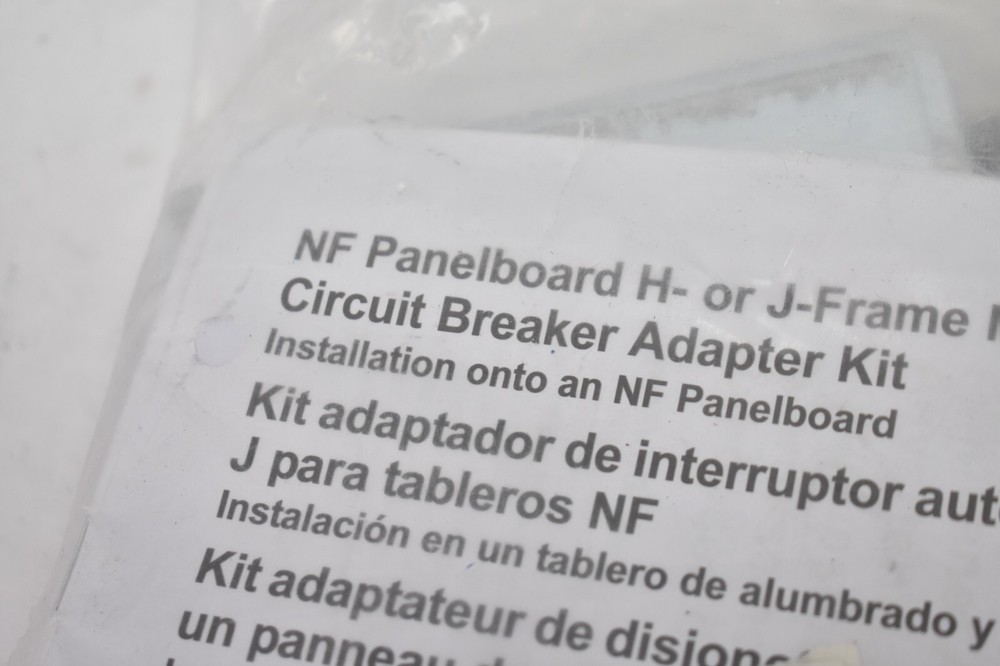 NF Panelboard H- or J-Frame
Circuit Breaker Adapter Kit
Installation onto an NF Panelboard
Kit adaptador de interruptor
J para tableros NF
Instalación en un tablero de alumbrado y
Kit adaptateur de
un panneau